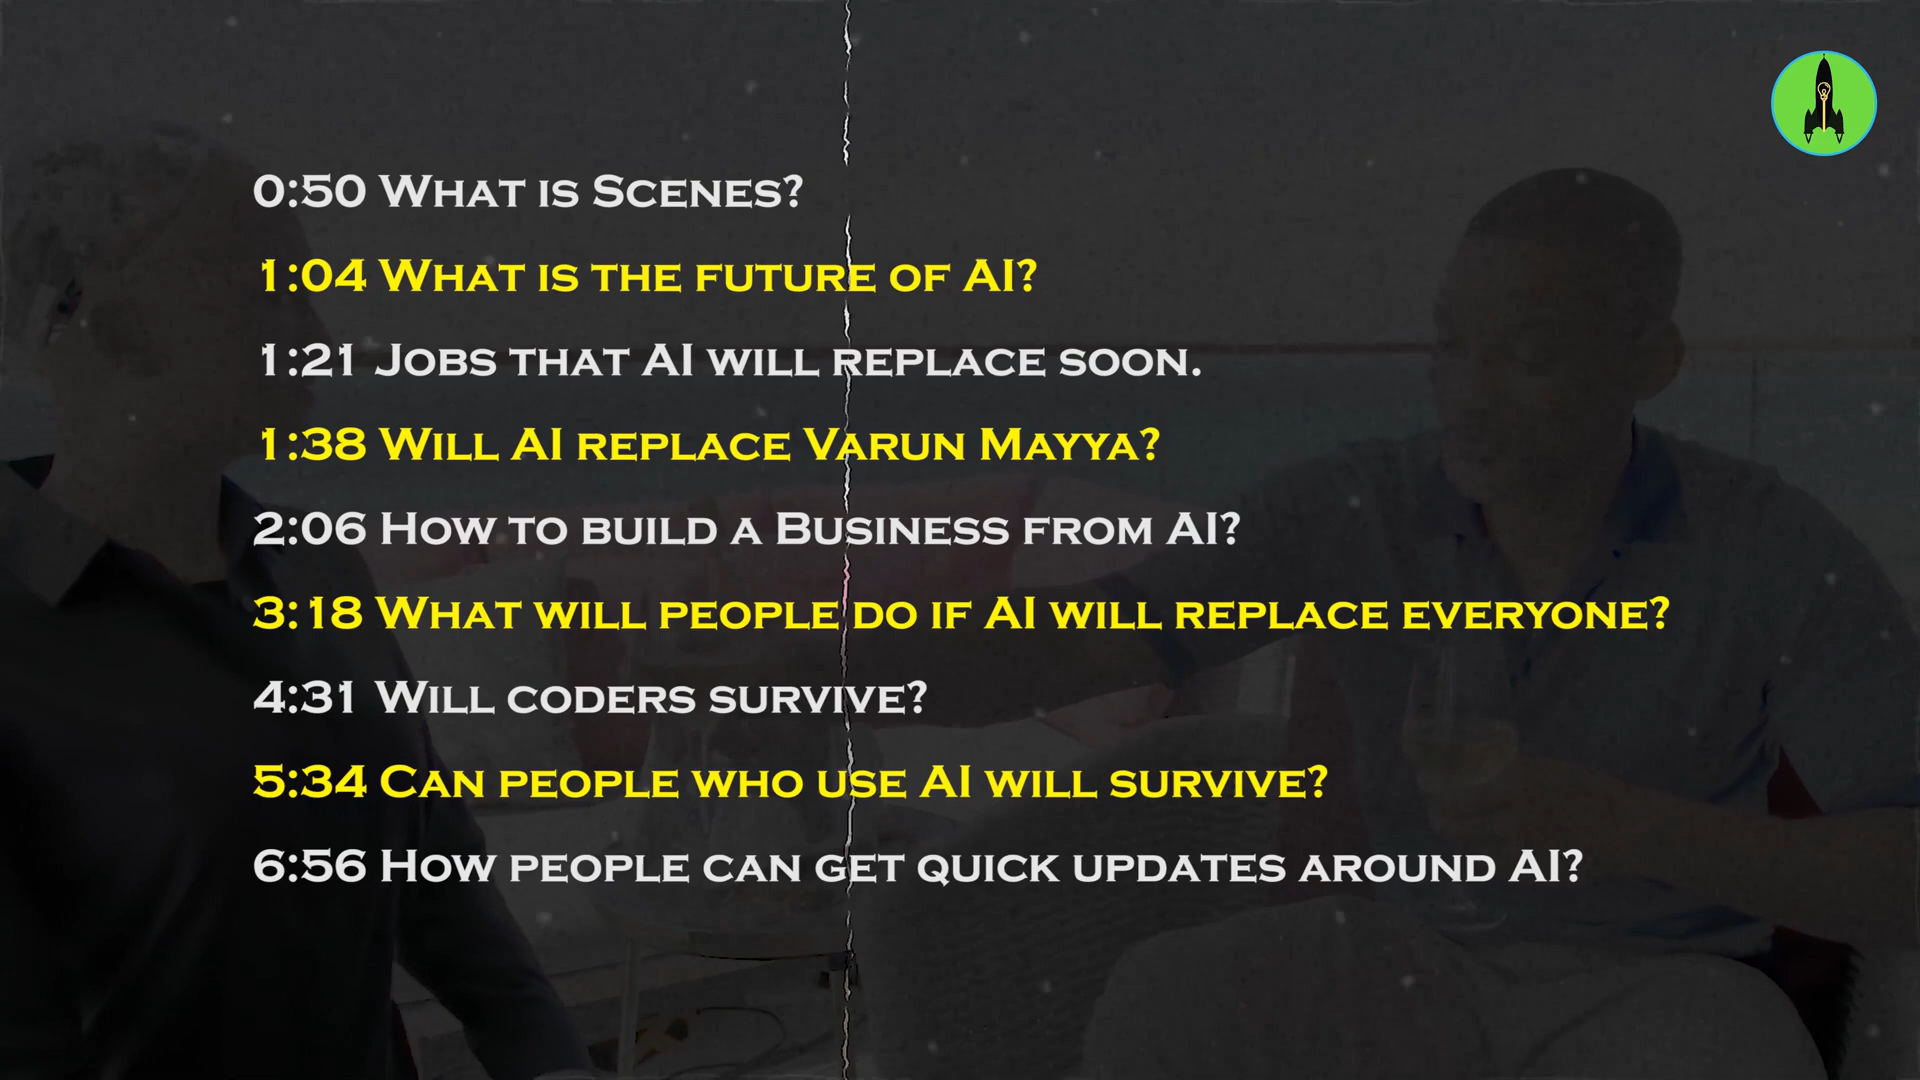 0:50 What is Scenes?
1:04 What is the future of AI?
1:21 Jobs that AI will replace soon.
1:38 Will AI replace Varun Mayya?
2:06 How to build a Business from AI?
3:18 What will people do if AI will replace everyone?
4:31 Will coders survive?
5:34 Can people who use AI will survive?
6:56 How people can get quick updates around AI?